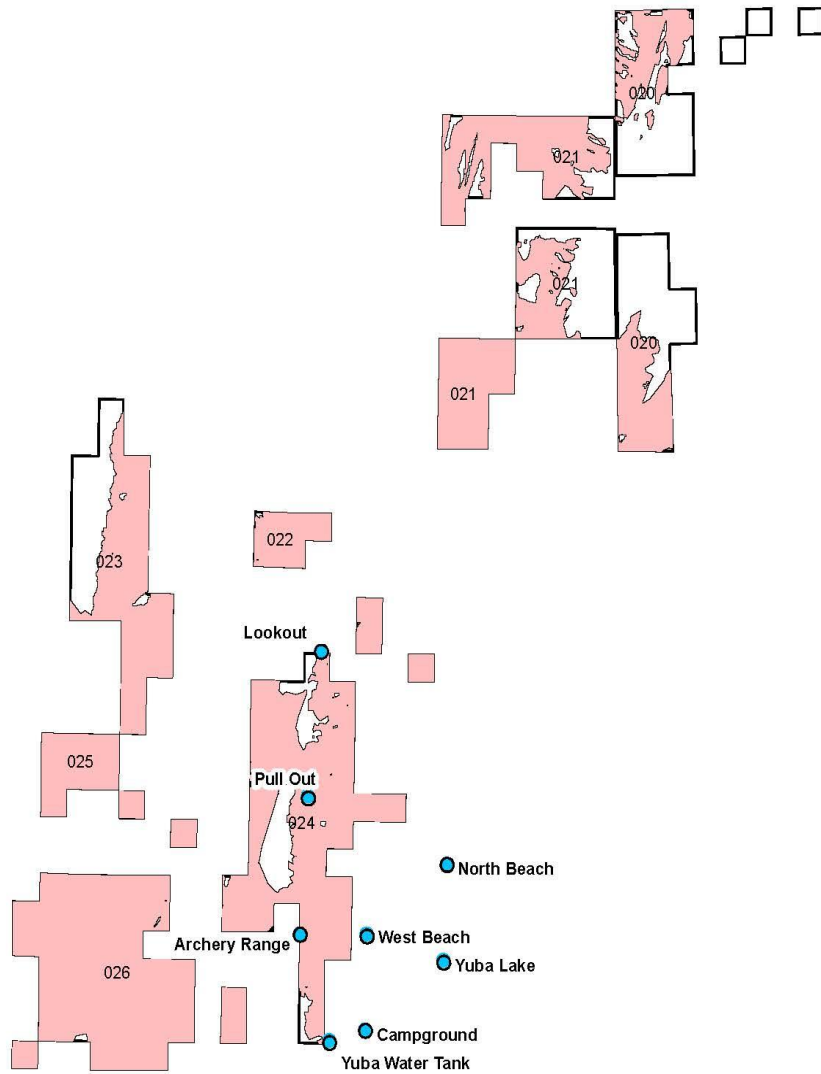 020
021
021
020
021
022
023
Lookout
025
Pull Out
024
North Beach
Archery Range
West Beach
Yuba Lake
026
Campground
Yuba Water Tank